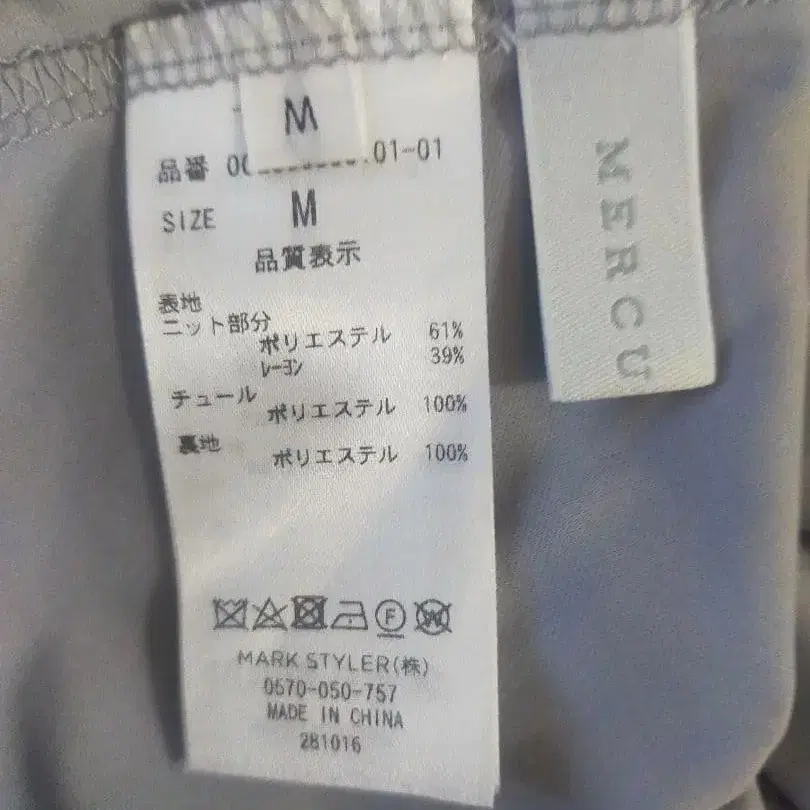 M
品番 00........01-01
SIZE M
品質表示
表地
ニット部分
ポリエステル 61%
レーヨン 39%
チュール
ポリエステル 100%
裏地
ポリエステル 100%
F W
MARK STYLER(株)
0570-050-757
MADE IN CHINA
281016
MERCU